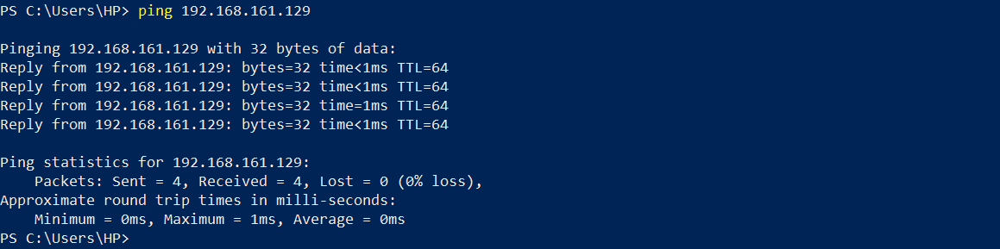 PS C:\Users\HP> ping 192.168.161.129
Pinging 192.168.161.129 with 32 bytes of data:
Reply from 192.168.161.129: bytes=32 time<1ms TTL=64
Reply from 192.168.161.129: bytes=32 time<1ms TTL=64
Reply from 192.168.161.129: bytes=32 time=1ms TTL=64
Reply from 192.168.161.129: bytes=32 time<1ms TTL=64
Ping statistics for 192.168.161.129:
    Packets: Sent = 4, Received = 4, Lost = 0 (0% loss),
Approximate round trip times in milli-seconds:
    Minimum = 0ms, Maximum = 1ms, Average = 0ms
PS C:\Users\HP>